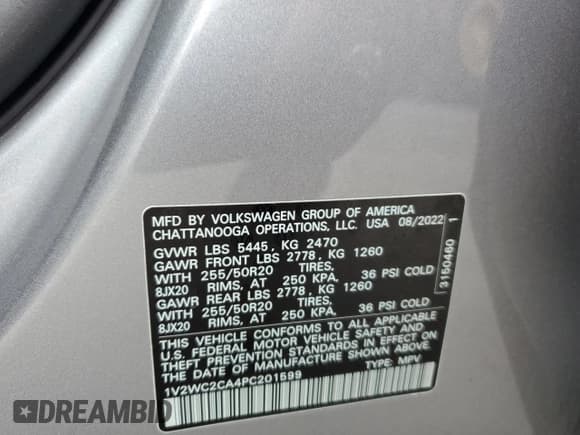 MFD BY VOLKSWAGEN GROUP OF AMERICA
CHATTANOOGA OPERATIONS, LLC. USA 08/2022
GVWR LBS 5445, KG 2470
GAWR FRONT LBS 2778, KG 1260
WITH 255/50R20 TIRES,
8JX20 RIMS, AT 250 KPA, 36 PSI COLD
GAWR REAR LBS 2778, KG 1260
WITH 255/50R20 TIRES,
8JX20 RIMS, AT 250 KPA, 36 PSI COLD
THIS VEHICLE CONFORMS TO ALL APPLICABLE
U.S. FEDERAL MOTOR VEHICLE SAFETY AND
THEFT PREVENTION STANDARDS IN EFFECT ON
THE DATE OF MANUFACTURE SHOWN ABOVE.
1V2WC2CA4PC201599 TYPE: MPV
3150460 1
DREAMBID